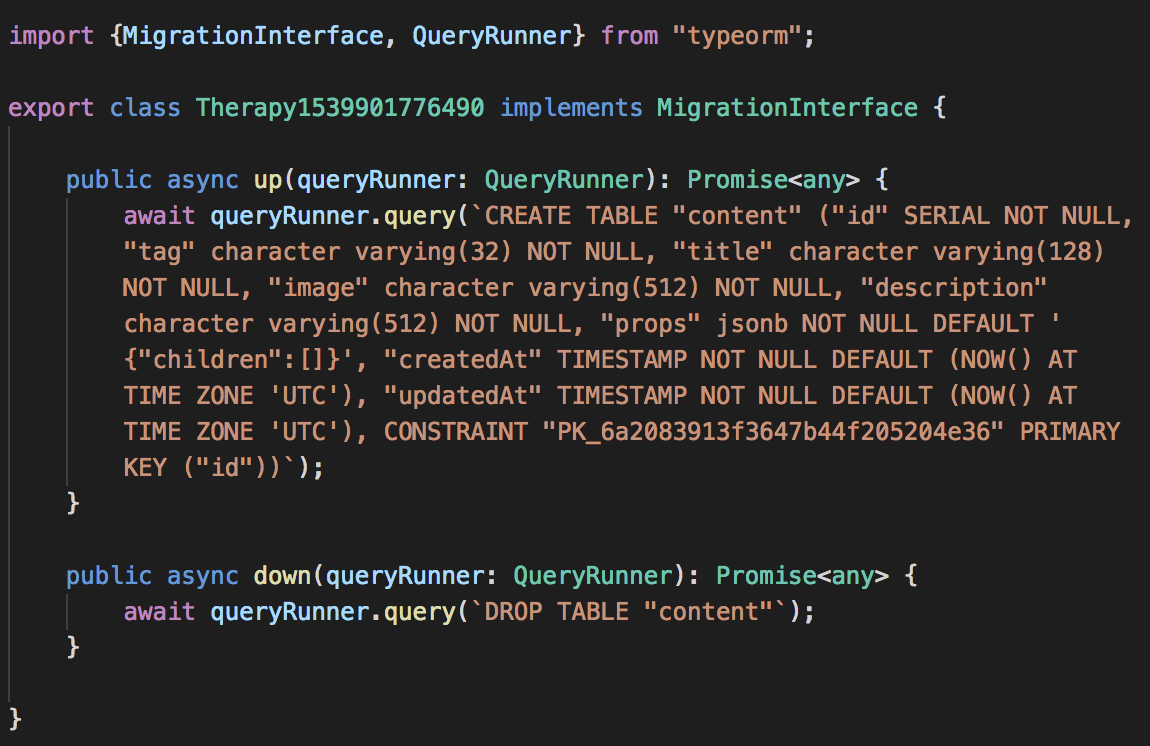 import {MigrationInterface, QueryRunner} from "typeorm";
export class Therapy1539901776490 implements MigrationInterface {
public async up(queryRunner: QueryRunner): Promise<any> {
await queryRunner.query(`CREATE TABLE "content" ("id" SERIAL NOT NULL,
"tag" character varying(32) NOT NULL, "title" character varying(128)
NOT NULL, "image" character varying(512) NOT NULL, "description"
character varying(512) NOT NULL, "props" jsonb NOT NULL DEFAULT '
{"children":[]}', "createdAt" TIMESTAMP NOT NULL DEFAULT (NOW() AT
TIME ZONE 'UTC'), "updatedAt" TIMESTAMP NOT NULL DEFAULT (NOW() AT
TIME ZONE 'UTC'), CONSTRAINT "PK_6a2083913f3647b44f205204e36" PRIMARY
KEY ("id"))`);
}
public async down(queryRunner: QueryRunner): Promise<any> {
await queryRunner.query(`DROP TABLE "content"`);
}
}